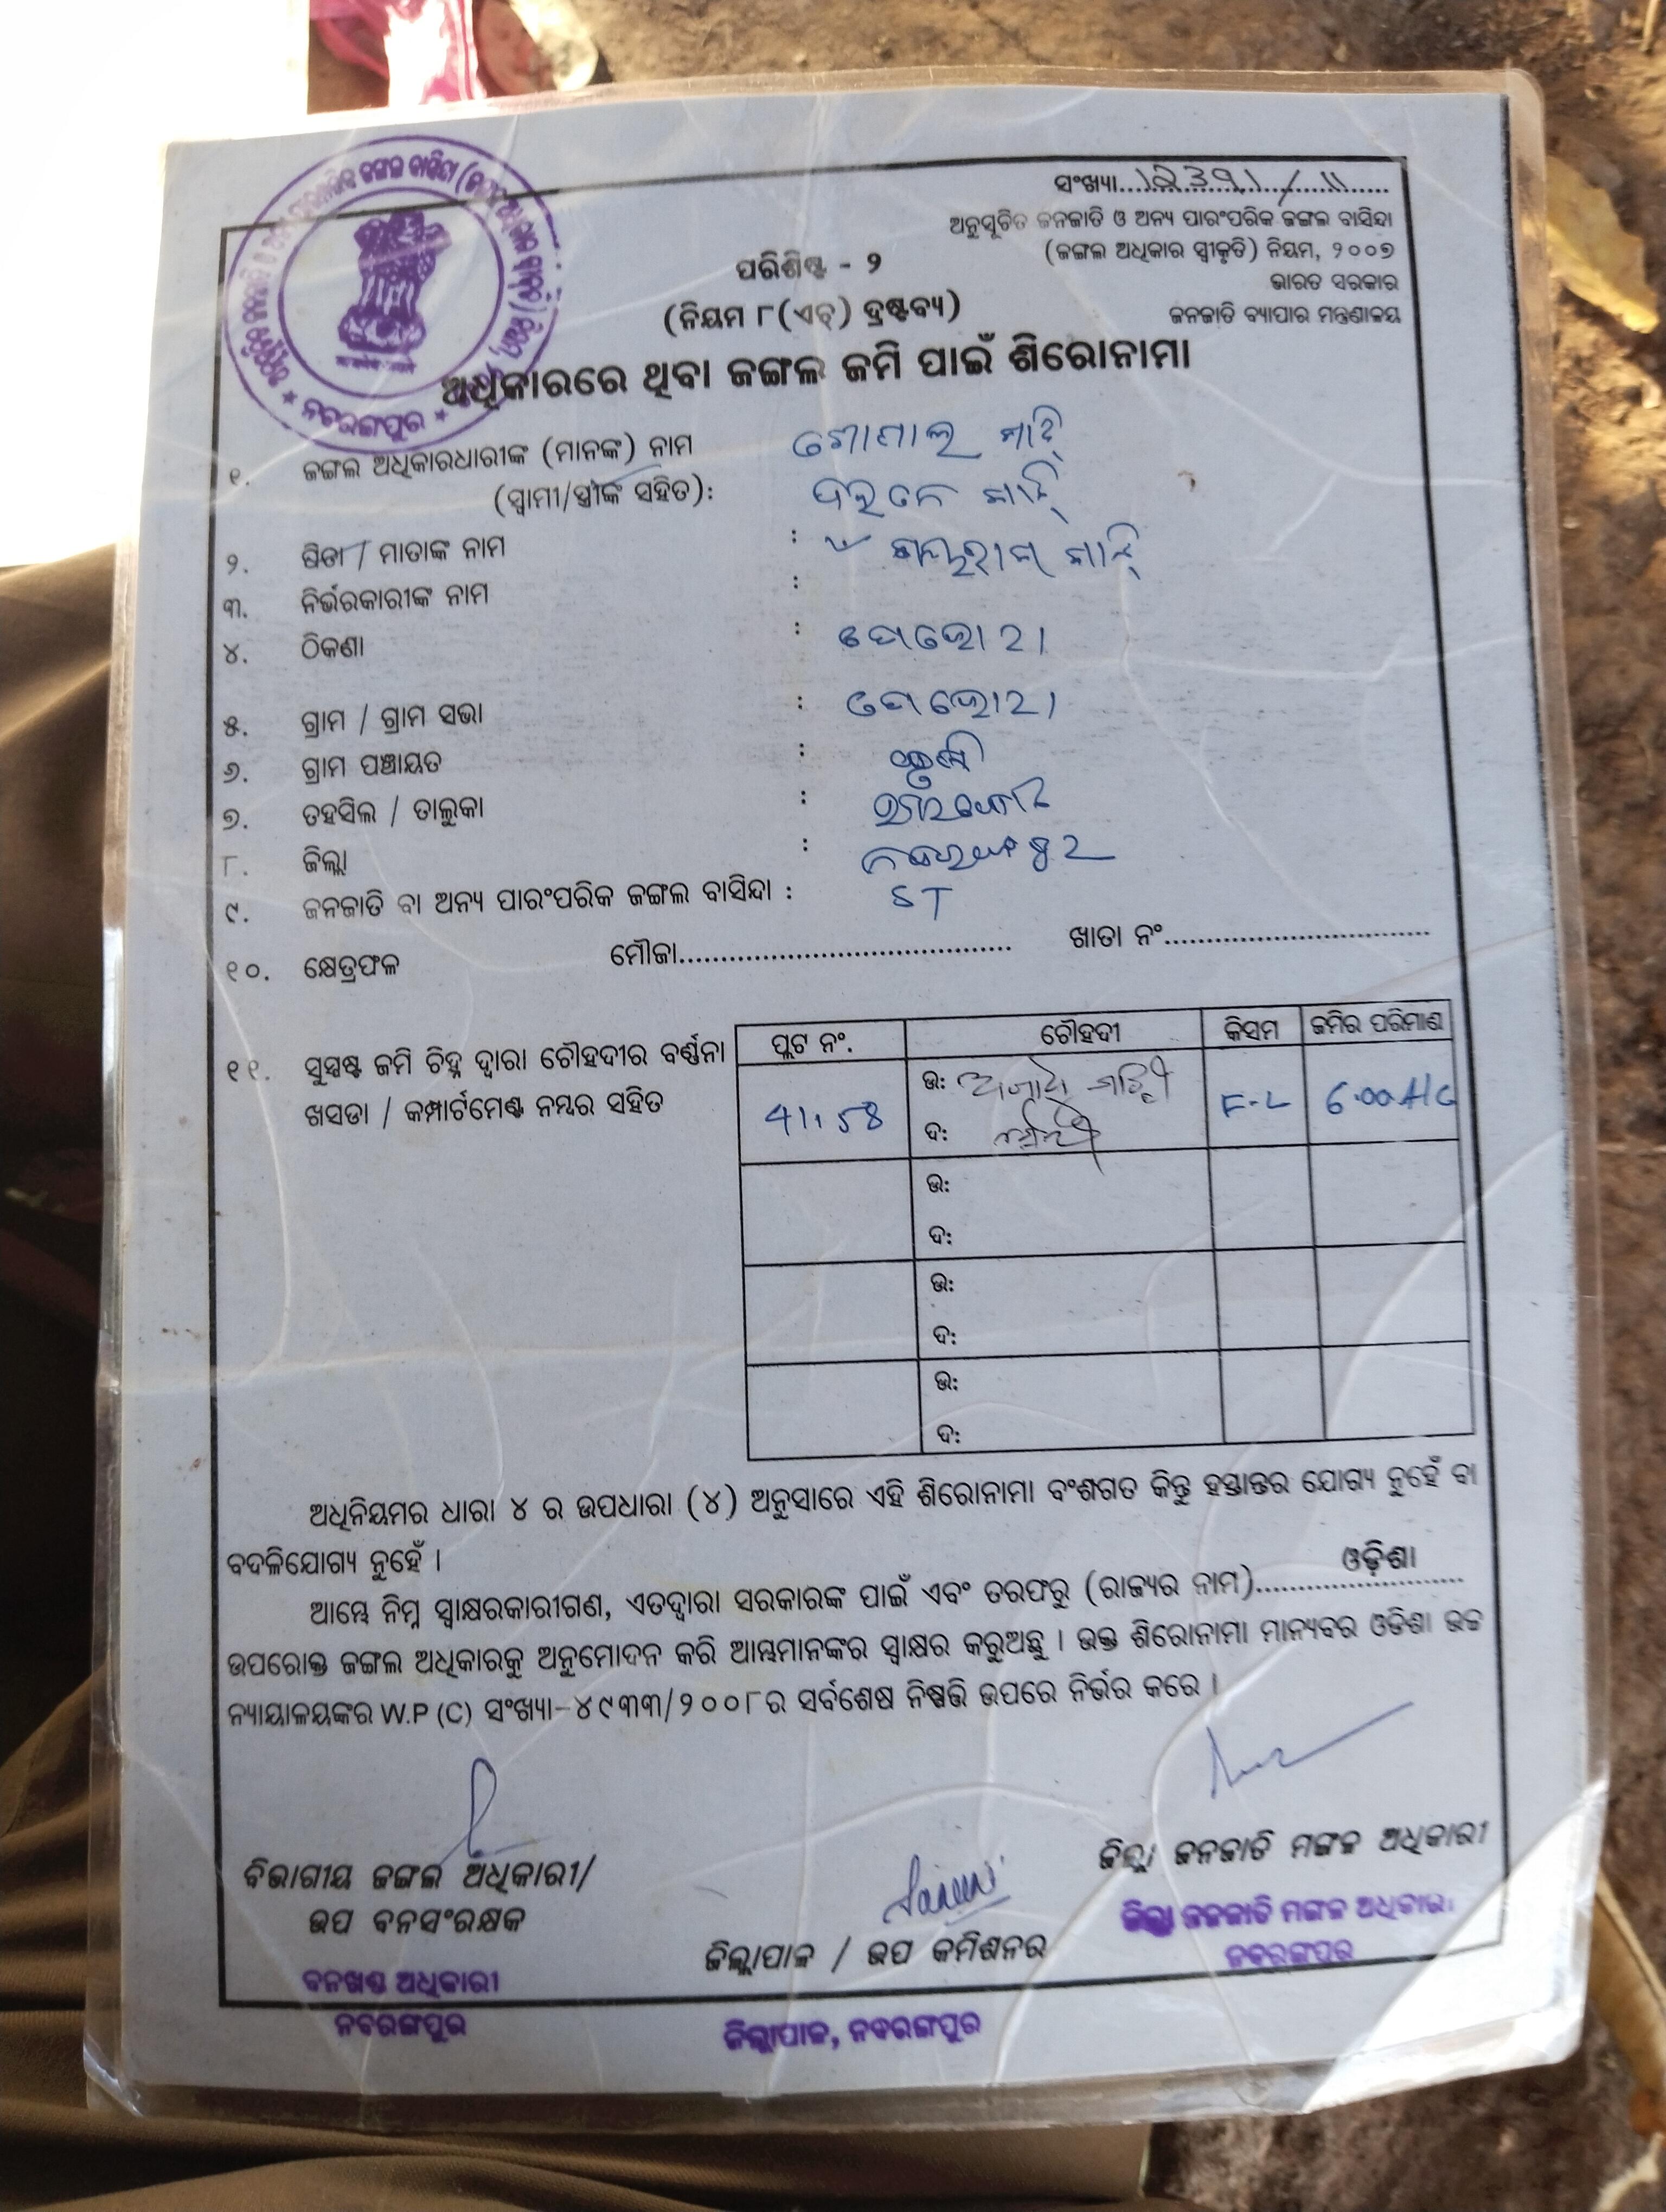 ସଂଖ୍ୟା.............../.........
ଅନୁସୂଚିତ ଜନଜାତି ଓ ଅନ୍ୟ ପାରଂପରିକ ଜଙ୍ଗଲ ବାସିନ୍ଦା
(ଜଙ୍ଗଲ ଅଧିକାର ସ୍ୱୀକୃତି) ନିୟମ, ୨୦୦୭
ଭାରତ ସରକାର
ଜନଜାତି ବ୍ୟାପାର ମନ୍ତ୍ରଣାଳୟ
ନବରଙ୍ଗପୁର
ପରିଶିଷ୍ଟ - ୨
(ନିୟମ ୮(ଏଚ୍) ଦ୍ରଷ୍ଟବ୍ୟ)
ଅଧିକାରରେ ଥିବା ଜଙ୍ଗଲ ଜମି ପାଇଁ ଶିରୋନାମା
୧. ଜଙ୍ଗଲ ଅଧିକାରଧାରୀଙ୍କ (ମାନଙ୍କ) ନାମ
(ସ୍ୱାମୀ/ସ୍ତ୍ରୀଙ୍କ ସହିତ):
୨. ପିତା / ମାତାଙ୍କ ନାମ :
୩. ନିର୍ଭରକାରୀଙ୍କ ନାମ :
୪. ଠିକଣା :
୫. ଗ୍ରାମ / ଗ୍ରାମ ସଭା :
୬. ଗ୍ରାମ ପଞ୍ଚାୟତ :
୭. ତହସିଲ / ତାଲୁକା :
୮. ଜିଲ୍ଲା : ନବରଙ୍ଗପୁର
୯. ଜନଜାତି ବା ଅନ୍ୟ ପାରଂପରିକ ଜଙ୍ଗଲ ବାସିନ୍ଦା : ST
୧୦. କ୍ଷେତ୍ରଫଳ ମୌଜା....................................... ଖାତା ନଂ................................
୧୧. ସୁସ୍ପଷ୍ଟ ଜମି ଚିହ୍ନ ଦ୍ୱାରା ଚୌହଦୀର ବର୍ଣ୍ଣନା
ଖସଡା / କମ୍ପାର୍ଟମେଣ୍ଟ ନମ୍ବର ସହିତ
ପ୍ଲଟ ନଂ. ଚୌହଦୀ କିସମ ଜମିର ପରିମାଣ
ଉ: F-L 6.00 A/C
ଦ:
ଉ:
ଦ:
ଉ:
ଦ:
ଉ:
ଦ:
ଅଧିନିୟମର ଧାରା ୪ ର ଉପଧାରା (୪) ଅନୁସାରେ ଏହି ଶିରୋନାମା ବଂଶଗତ କିନ୍ତୁ ହସ୍ତାନ୍ତର ଯୋଗ୍ୟ ନୁହେଁ ବା
ବଦଳିଯୋଗ୍ୟ ନୁହେଁ ।
ଆମ୍ଭେ ନିମ୍ନ ସ୍ୱାକ୍ଷରକାରୀଗଣ, ଏତଦ୍ୱାରା ସରକାରଙ୍କ ପାଇଁ ଏବଂ ତରଫରୁ (ରାଜ୍ୟର ନାମ)..........ଓଡ଼ିଶା..........
ଉପରୋକ୍ତ ଜଙ୍ଗଲ ଅଧିକାରକୁ ଅନୁମୋଦନ କରି ଆମ୍ଭମାନଙ୍କର ସ୍ୱାକ୍ଷର କରୁଅଛୁ । ଉକ୍ତ ଶିରୋନାମା ମାନ୍ୟବର ଓଡିଶା ଉଚ୍ଚ
ନ୍ୟାୟାଳୟଙ୍କର W.P (C) ସଂଖ୍ୟା-୪୯୩୩/୨୦୦୮ର ସର୍ବଶେଷ ନିଷ୍ପତ୍ତି ଉପରେ ନିର୍ଭର କରେ ।
ବିଭାଗୀୟ ଜଙ୍ଗଲ ଅଧିକାରୀ/
ଉପ ବନସଂରକ୍ଷକ
ବନଖଣ୍ଡ ଅଧିକାରୀ
ନବରଙ୍ଗପୁର
ଜିଲ୍ଲାପାଳ / ଉପ କମିଶନର
ଜିଲ୍ଲାପାଳ, ନବରଙ୍ଗପୁର
ଜିଲ୍ଲା ଜନଜାତି ମଙ୍ଗଳ ଅଧିକାରୀ
ଜିଲ୍ଲା ଜନଜାତି ମଙ୍ଗଳ ଅଧିକାରୀ
ନବରଙ୍ଗପୁର